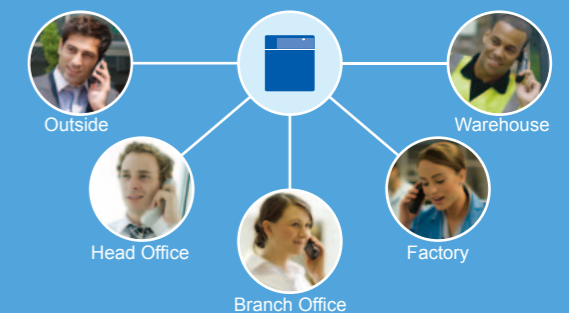 Outside
Warehouse
Head Office
Factory
Branch Office